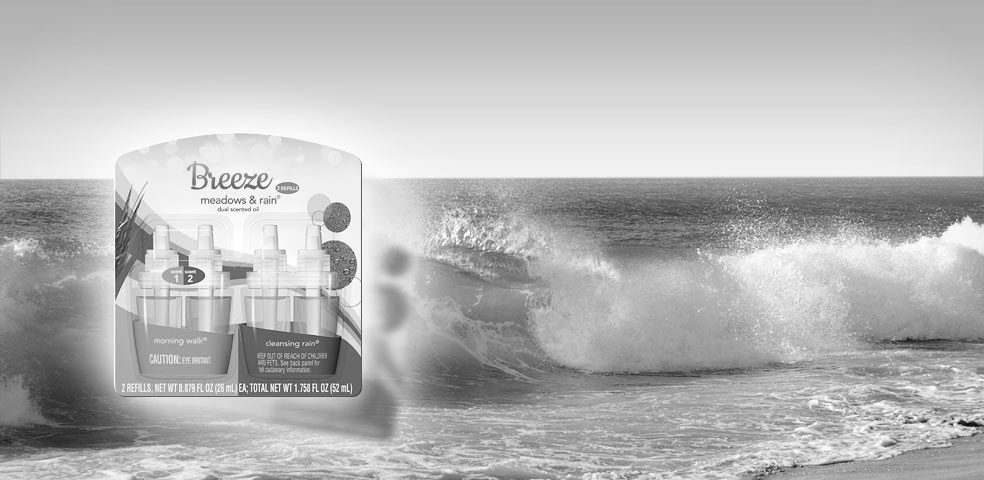 Breeze
2 REFILLS
meadows & rain®
dual scented oil
scent 1
scent 2
morning walk®
cleansing rain®
CAUTION: EYE IRRITANT
KEEP OUT OF REACH OF CHILDREN
AND PETS. See back panel for
full cautionary information.
2 REFILLS, NET WT 0.879 FL OZ (26 mL) EA; TOTAL NET WT 1.758 FL OZ (52 mL)